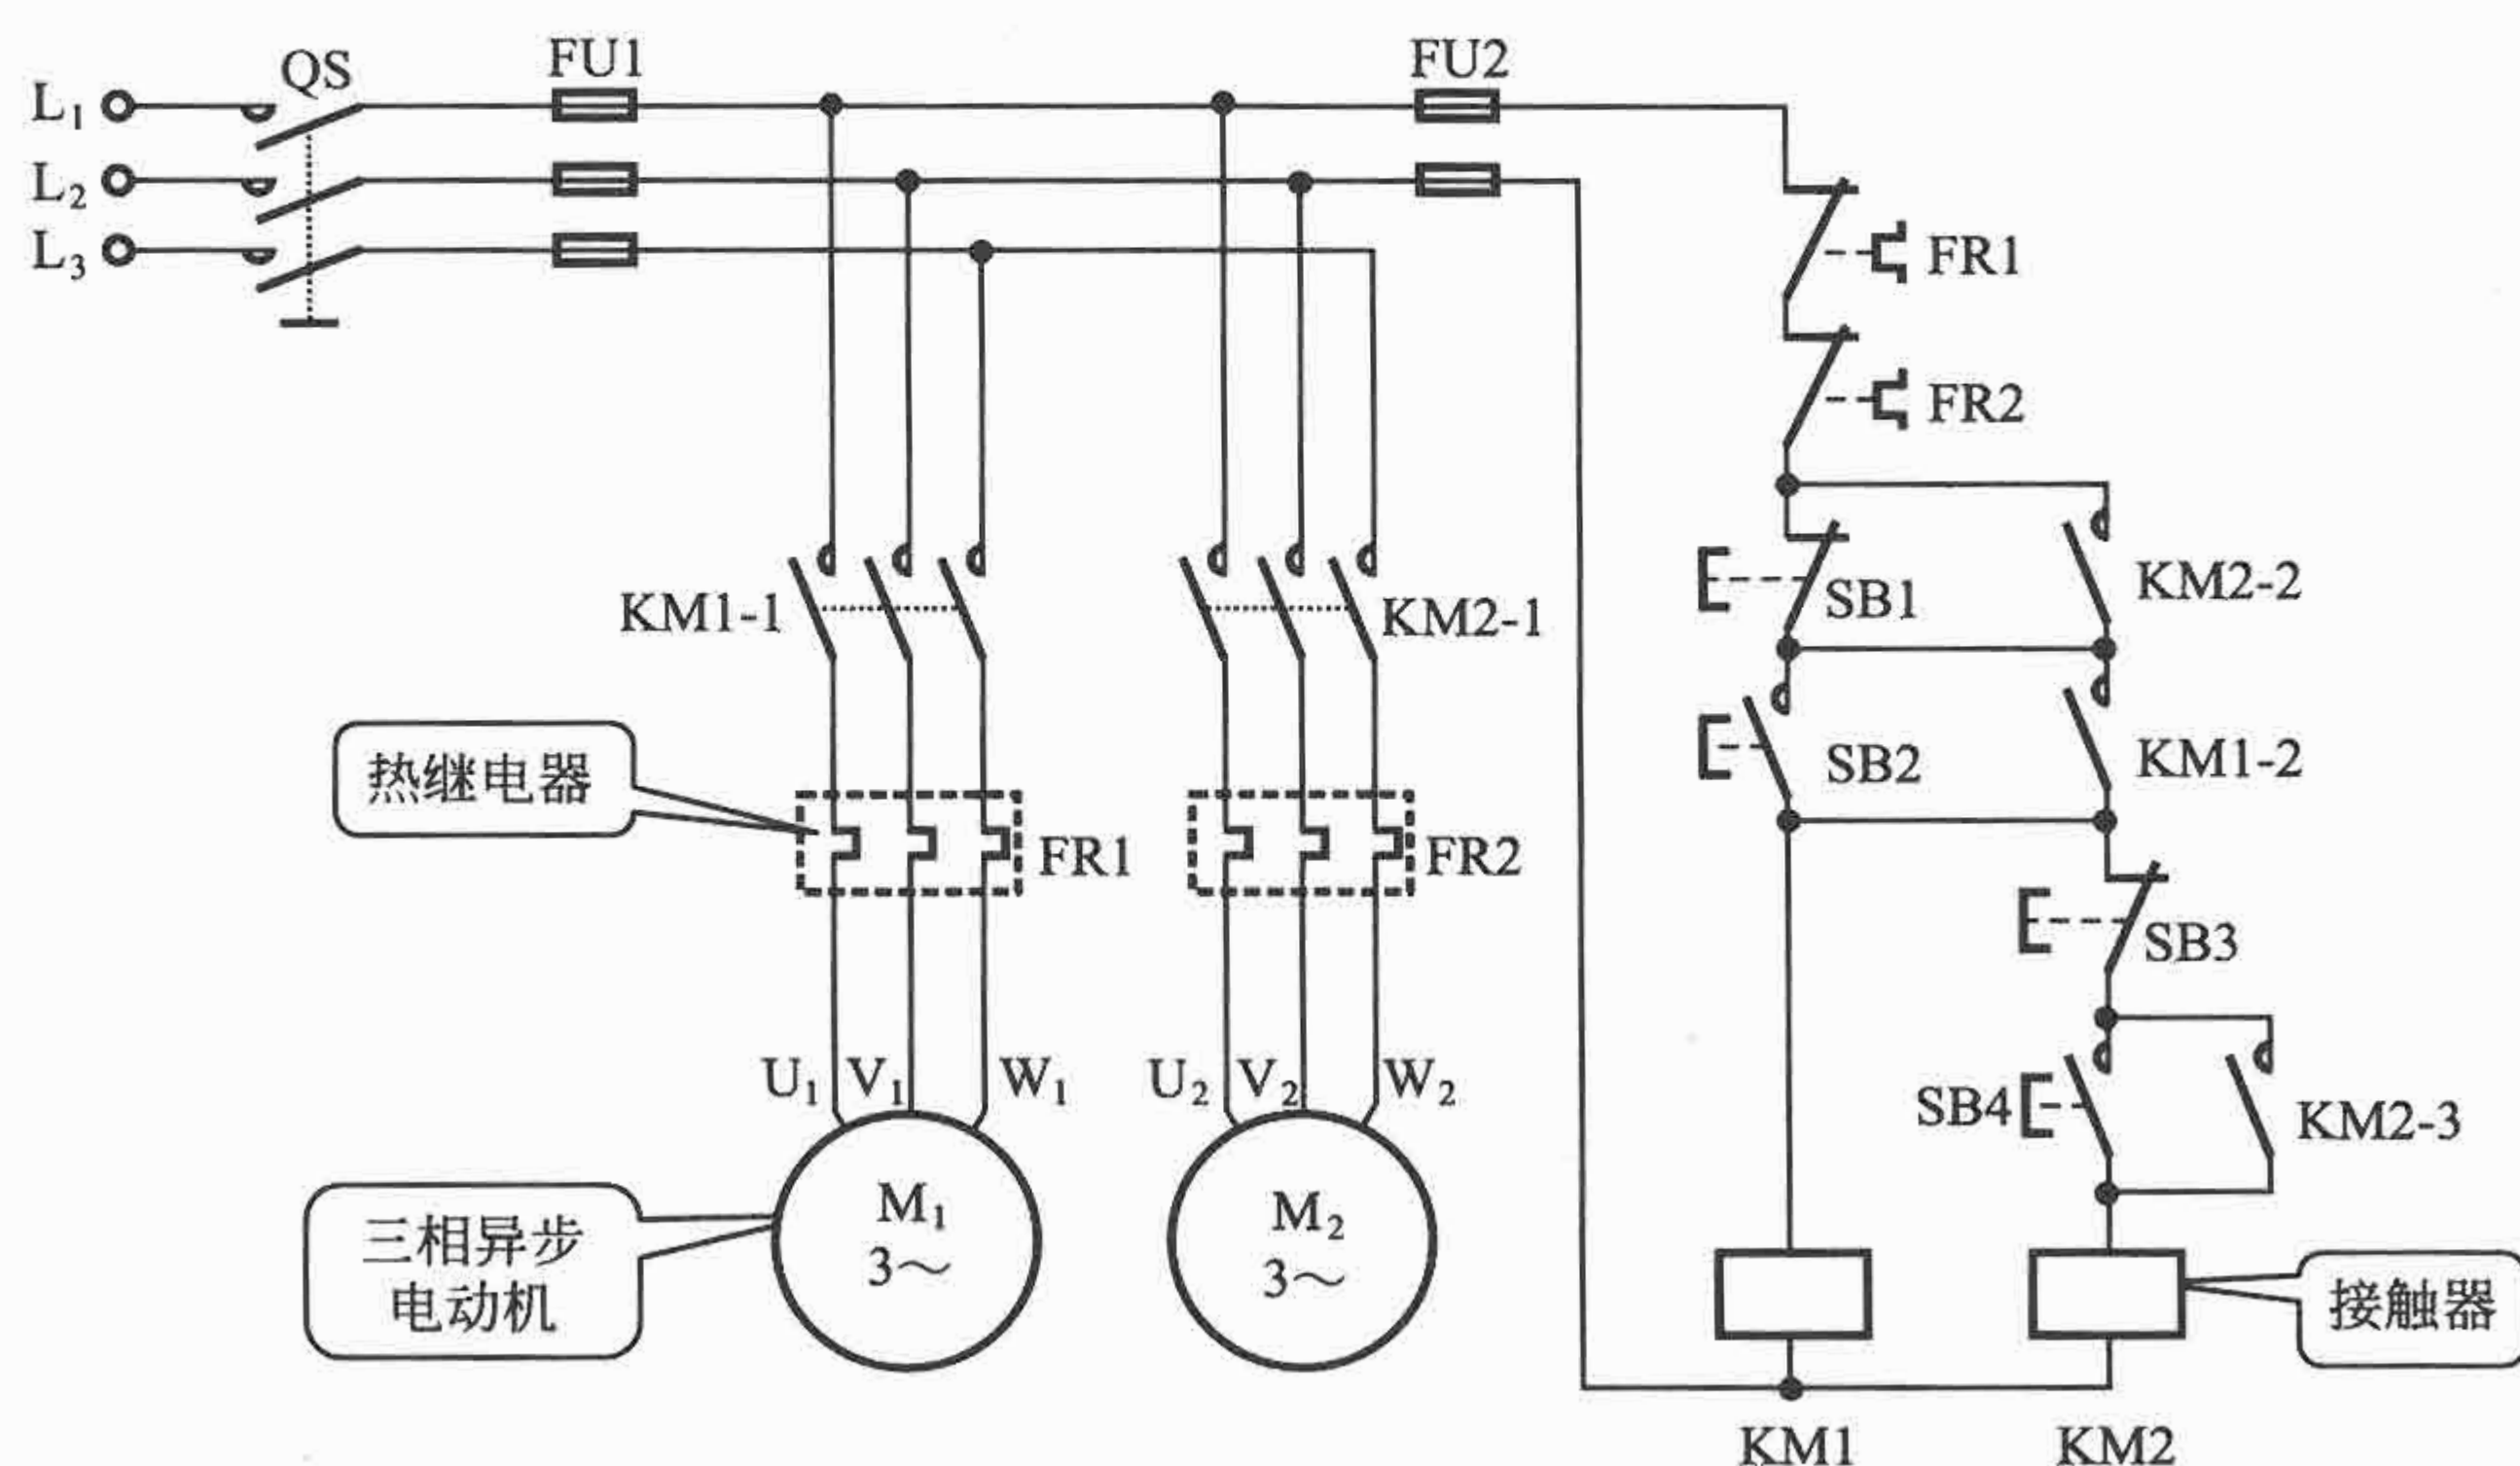 QS
FU1
FU2
L₁
L₂
L₃
FR1
FR2
SB1
KM2-2
KM1-1
KM2-1
SB2
KM1-2
热继电器
FR1
FR2
SB3
U₁ V₁ W₁
U₂ V₂ W₂
SB4
KM2-3
M₁
3～
M₂
3～
三相异步
电动机
接触器
KM1
KM2